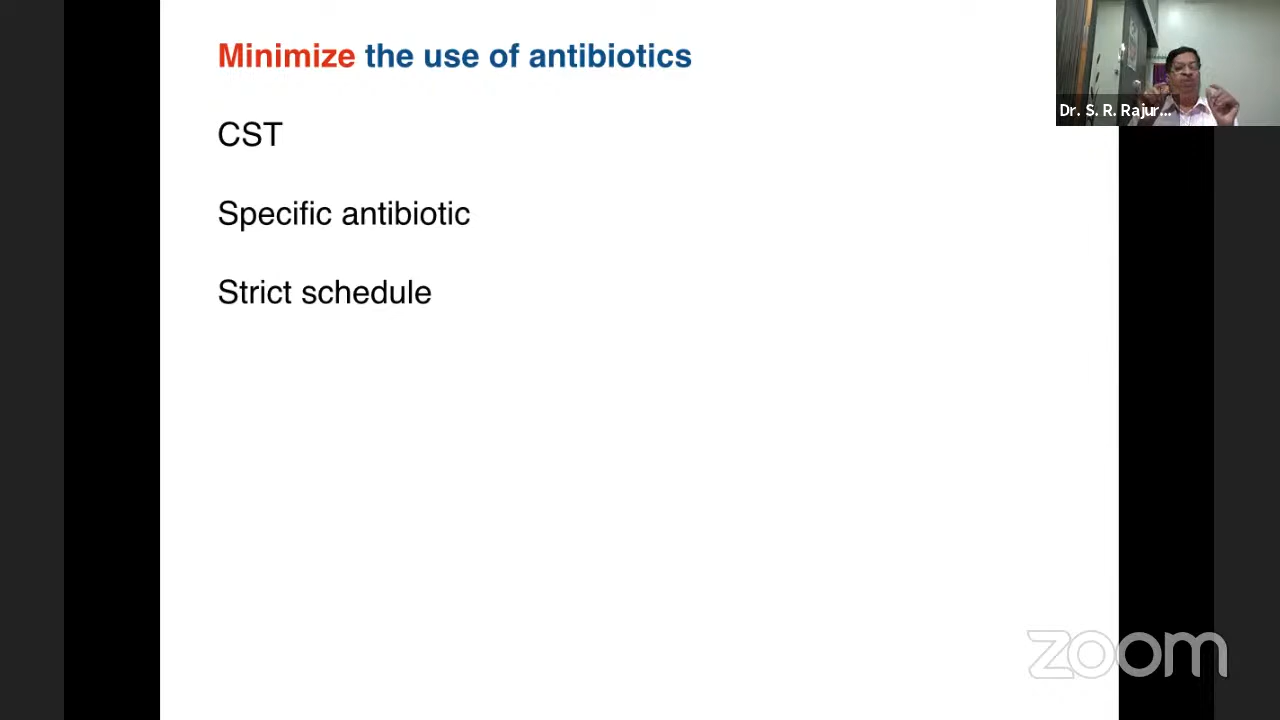 Minimize the use of antibiotics
Dr. S. R. Rajur...
CST
Specific antibiotic
Strict schedule
zoom